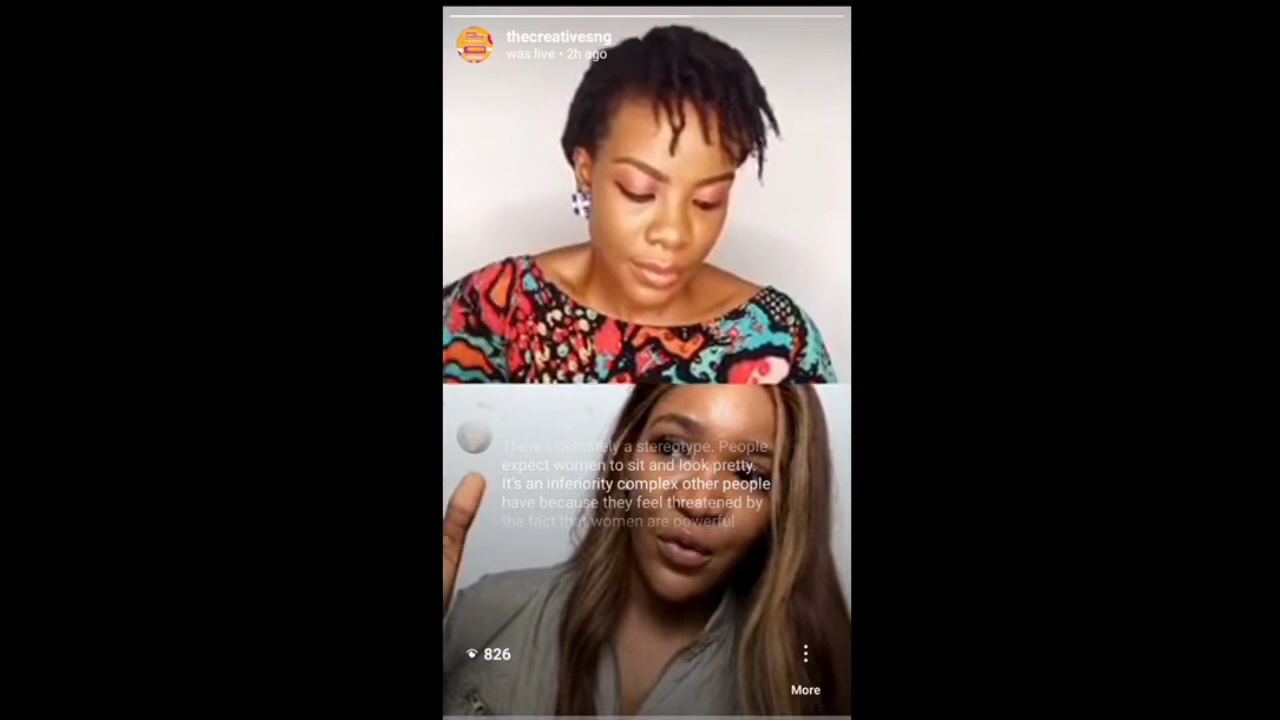 thecreativesng
was live • 2h ago
There's definitely a stereotype. People
expect women to sit and look pretty.
It's an inferiority complex other people
have because they feel threatened by
the fact that women are powerful
826
More